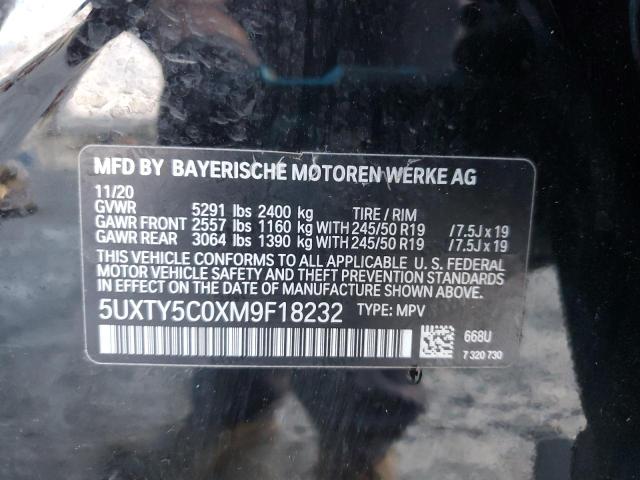 MFD BY BAYERISCHE MOTOREN WERKE AG
11/20
GVWR 5291 lbs 2400 kg TIRE / RIM
GAWR FRONT 2557 lbs 1160 kg WITH 245/50 R19 /7.5J x 19
GAWR REAR 3064 lbs 1390 kg WITH 245/50 R19 /7.5J x 19
THIS VEHICLE CONFORMS TO ALL APPLICABLE U. S. FEDERAL
MOTOR VEHICLE SAFETY AND THEFT PREVENTION STANDARDS
IN EFFECT ON THE DATE OF MANUFACTURE SHOWN ABOVE.
5UXTY5C0XM9F18232 TYPE: MPV
668U
7 320 730